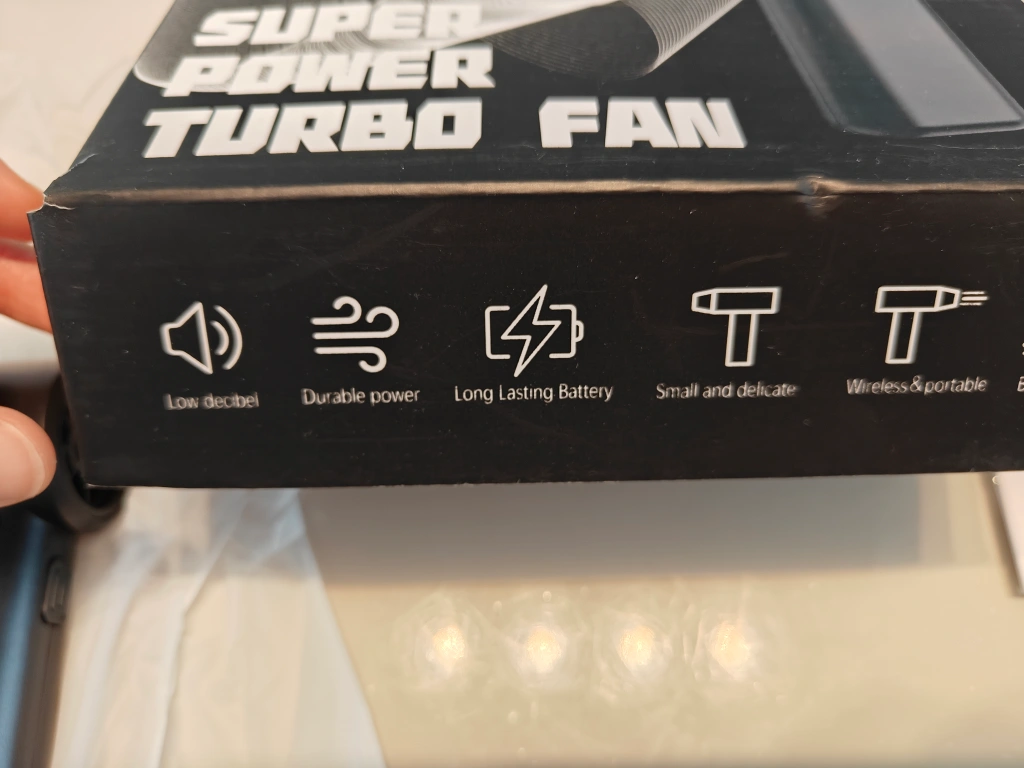 SUPER
POWER
TURBO FAN
Low decibel
Durable power
Long Lasting Battery
Small and delicate
Wireless & portable